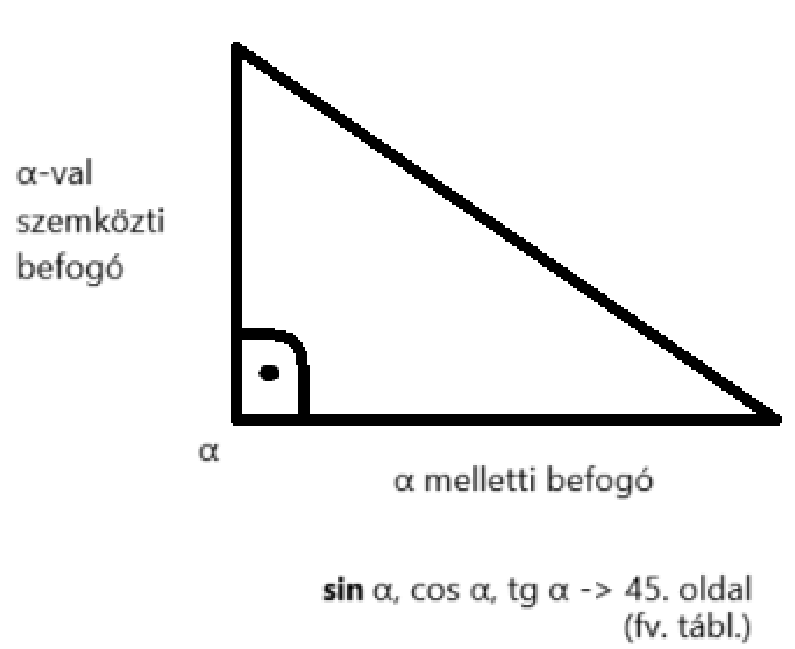 α-val
szemközti
befogó
α
α melletti befogó
sin α, cos α, tg α -> 45. oldal
(fv. tábl.)